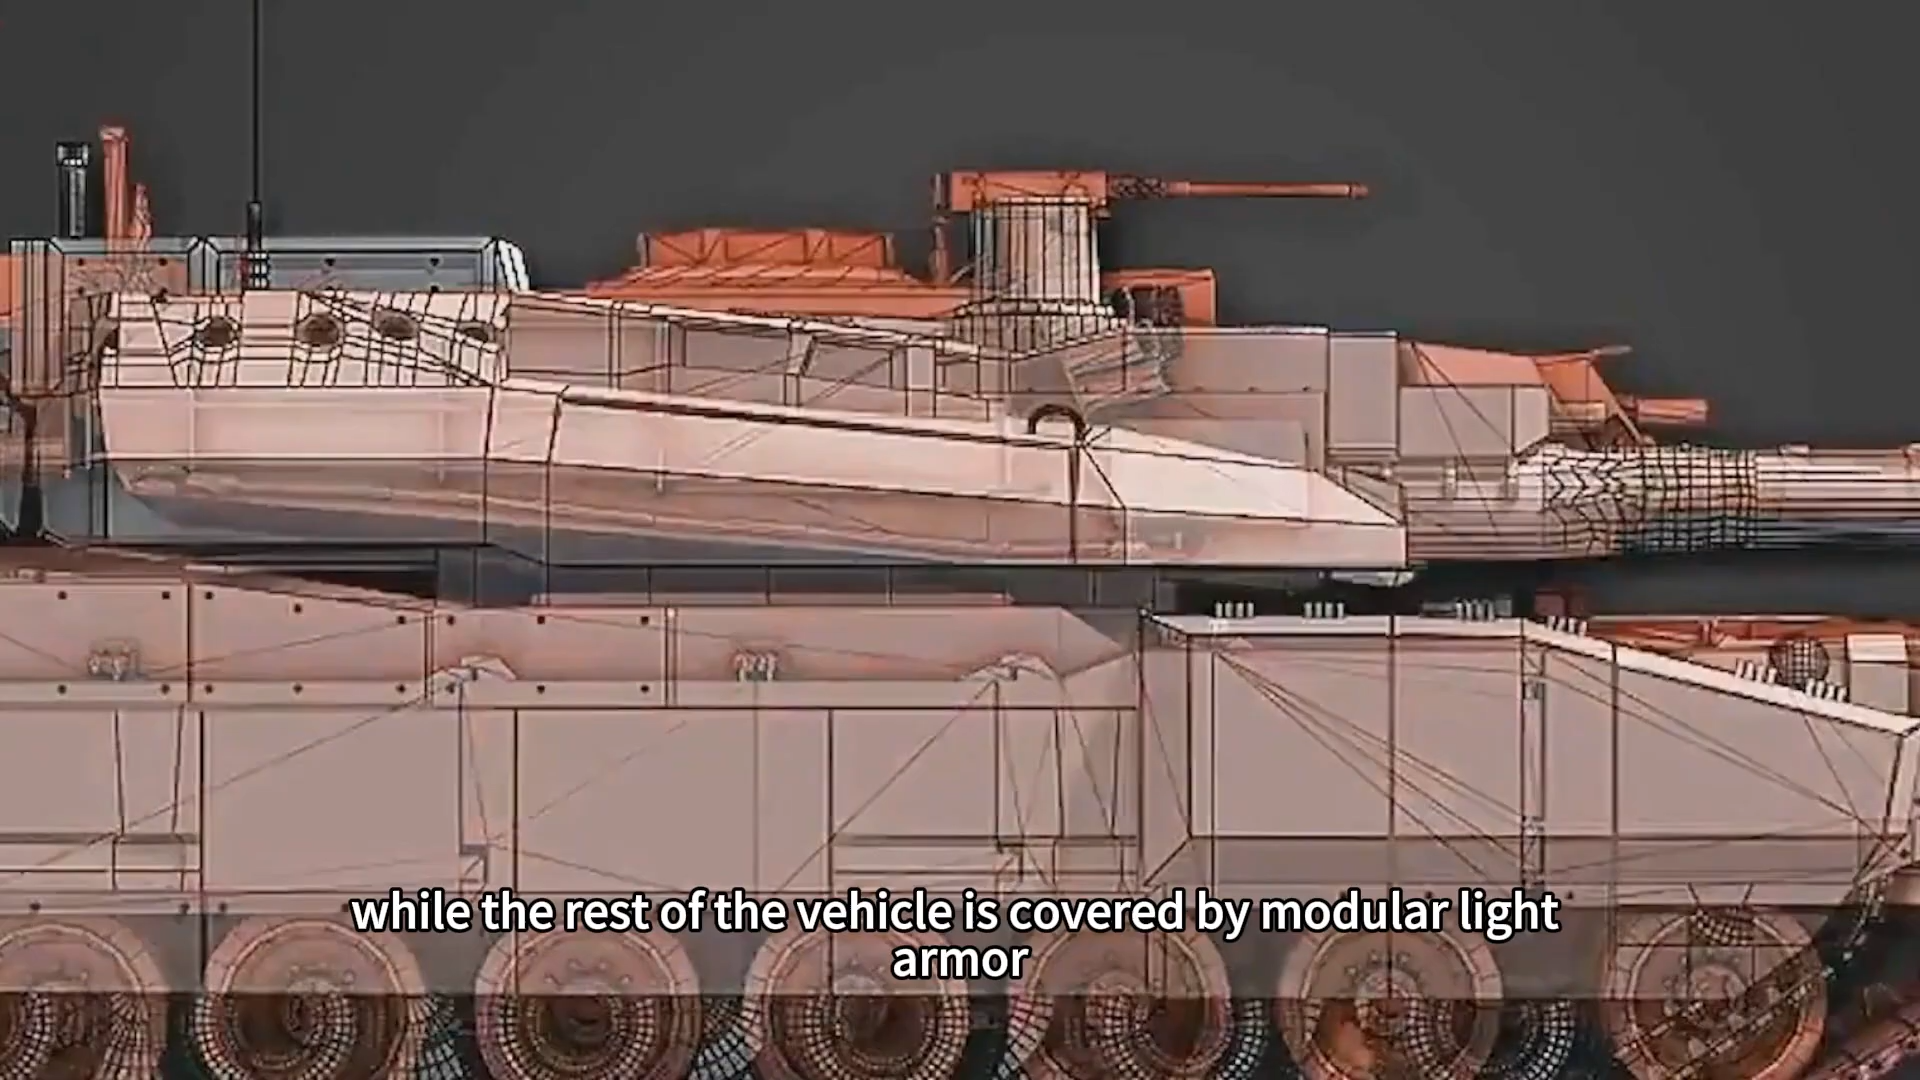 while the rest of the vehicle is covered by modular light
armor